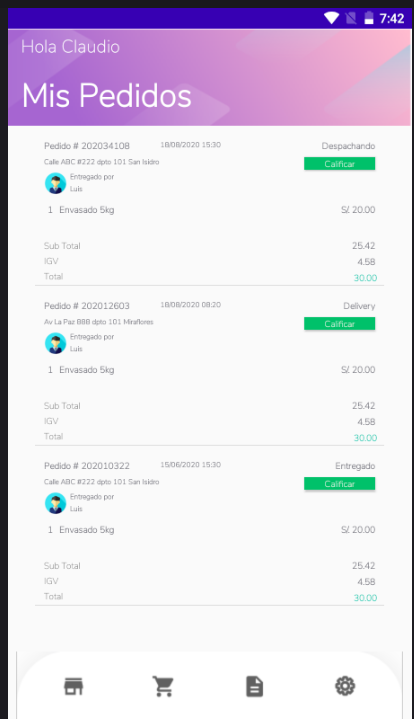 7:42
Hola Claudio
Mis Pedidos
Pedido # 202034108 18/08/2020 15:30 Despachando
Calle ABC #222 dpto 101 San Isidro Calificar
Entregado por
Luis
1 Envasado 5kg S/. 20.00
Sub Total 25.42
IGV 4.58
Total 30.00
Pedido # 202012603 18/08/2020 08:20 Delivery
Av La Paz 888 dpto 101 Miraflores Calificar
Entregado por
Luis
1 Envasado 5kg S/. 20.00
Sub Total 25.42
IGV 4.58
Total 30.00
Pedido # 202010322 15/06/2020 15:30 Entregado
Calle ABC #222 dpto 101 San Isidro Calificar
Entregado por
Luis
1 Envasado 5kg S/. 20.00
Sub Total 25.42
IGV 4.58
Total 30.00